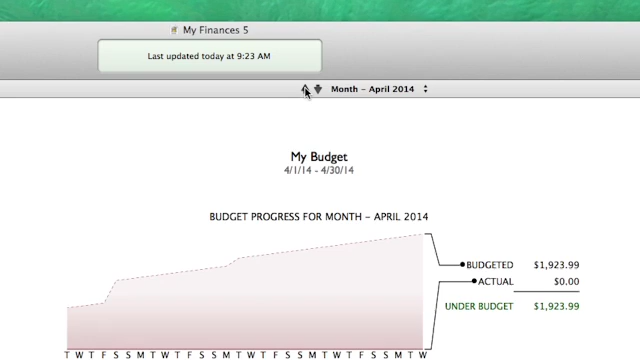 My Finances 5
Last updated today at 9:23 AM
Month – April 2014
My Budget
4/1/14 - 4/30/14
BUDGET PROGRESS FOR MONTH – APRIL 2014
BUDGETED $1,923.99
ACTUAL $0.00
UNDER BUDGET $1,923.99
T W T F S S M T W T F S S M T W T F S S M T W T F S S M T W